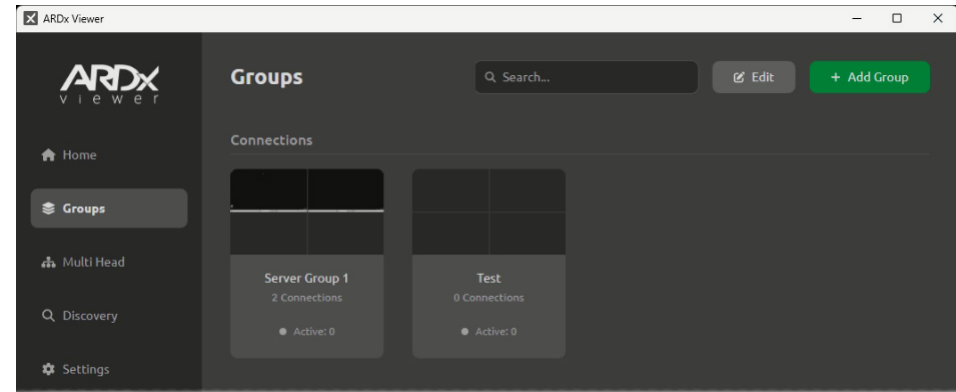 ARDx Viewer
ARDx
viewer
Home
Groups
Multi Head
Discovery
Settings
Groups
Search...
Edit
+ Add Group
Connections
Server Group 1
2 Connections
Active: 0
Test
0 Connections
Active: 0